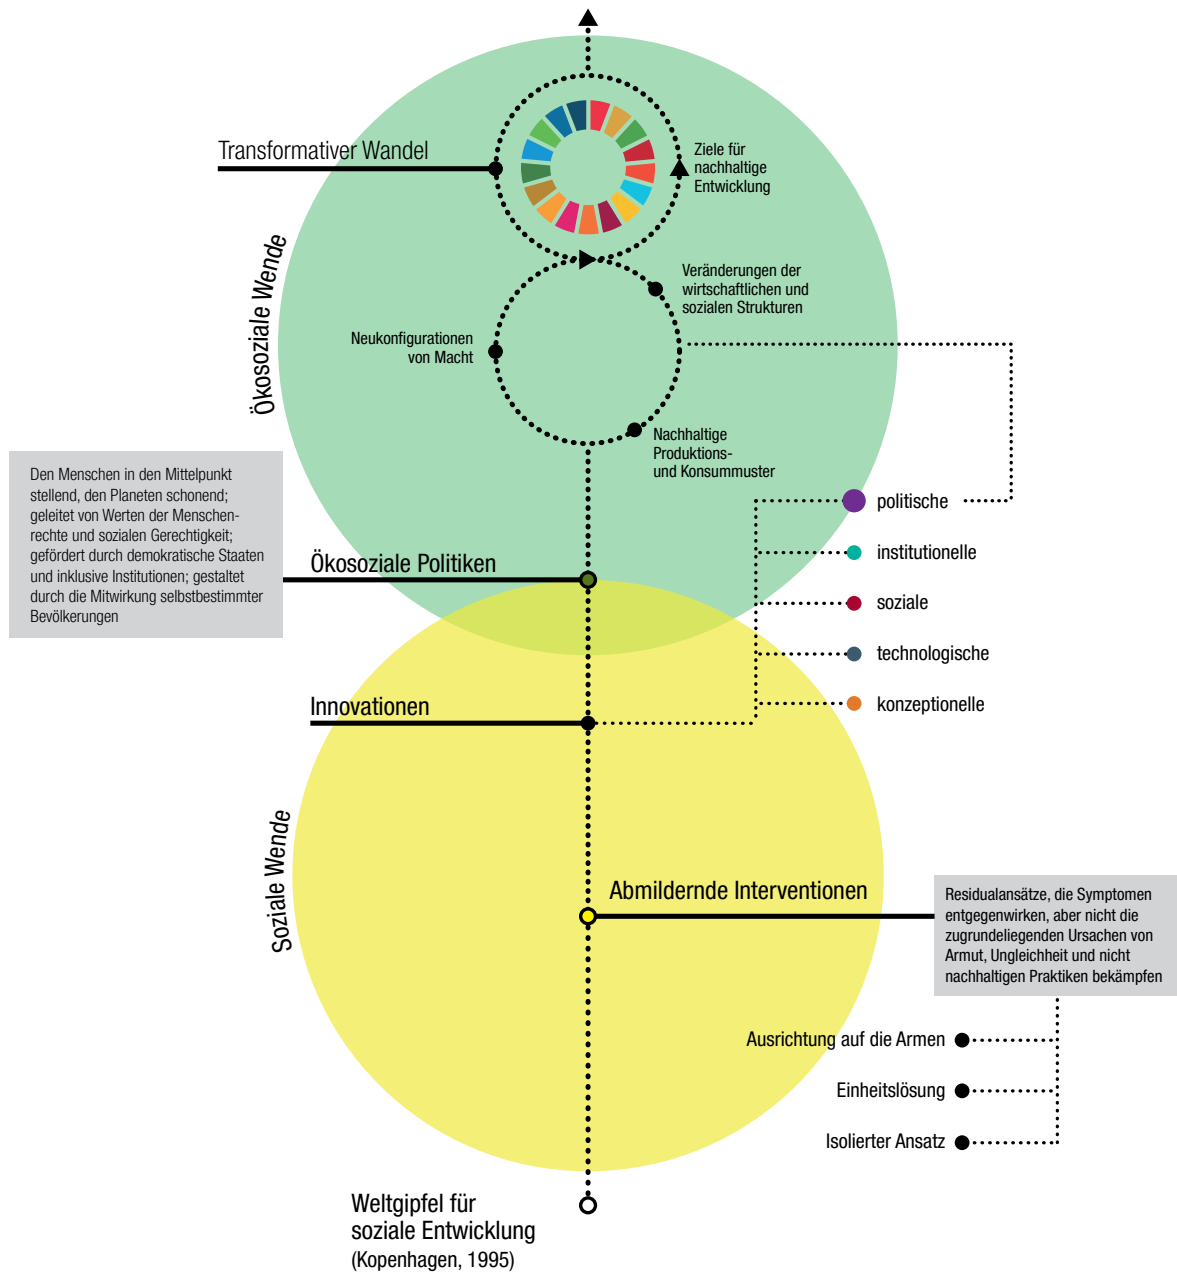 Transformativer Wandel
Ziele für
nachhaltige
Entwicklung
Ökosoziale Wende
Veränderungen der
wirtschaftlichen und
sozialen Strukturen
Neukonfigurationen
von Macht
Nachhaltige
Produktions-
und Konsummuster
Den Menschen in den Mittelpunkt
stellend, den Planeten schonend;
geleitet von Werten der Menschen-
rechte und sozialen Gerechtigkeit;
gefördert durch demokratische Staaten
und inklusive Institutionen; gestaltet
durch die Mitwirkung selbstbestimmter
Bevölkerungen
Ökosoziale Politiken
politische
institutionelle
soziale
technologische
konzeptionelle
Innovationen
Soziale Wende
Abmildernde Interventionen
Residualansätze, die Symptomen
entgegenwirken, aber nicht die
zugrundeliegenden Ursachen von
Armut, Ungleichheit und nicht
nachhaltigen Praktiken bekämpfen
Ausrichtung auf die Armen
Einheitslösung
Isolierter Ansatz
Weltgipfel für
soziale Entwicklung
(Kopenhagen, 1995)